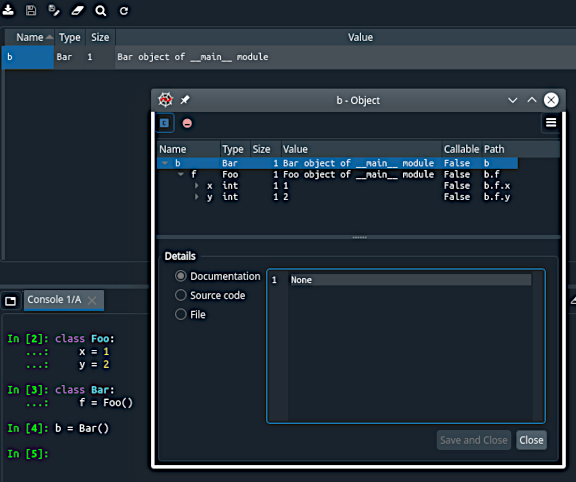 Name Type Size Value
b Bar 1 Bar object of __main__ module
b - Object
Name Type Size Value Callable Path
b Bar 1 Bar object of __main__ module False b
f Foo 1 Foo object of __main__ module False b.f
x int 1 1 False b.f.x
y int 1 2 False b.f.y
Details
Documentation
Source code
File
1 None
Save and Close
Close
Console 1/A
In [2]: class Foo:
...: x = 1
...: y = 2
In [3]: class Bar:
...: f = Foo()
In [4]: b = Bar()
In [5]: